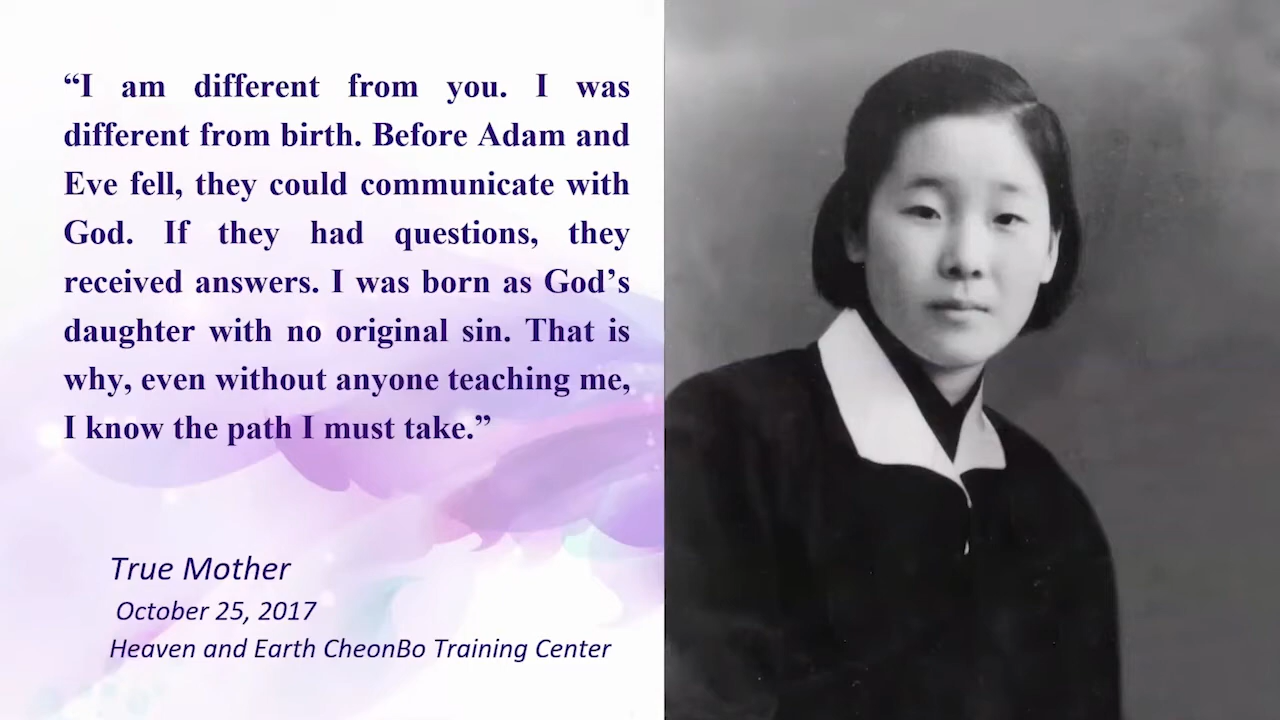 “I am different from you. I was
different from birth. Before Adam and
Eve fell, they could communicate with
God. If they had questions, they
received answers. I was born as God’s
daughter with no original sin. That is
why, even without anyone teaching me,
I know the path I must take.”
True Mother
October 25, 2017
Heaven and Earth CheonBo Training Center